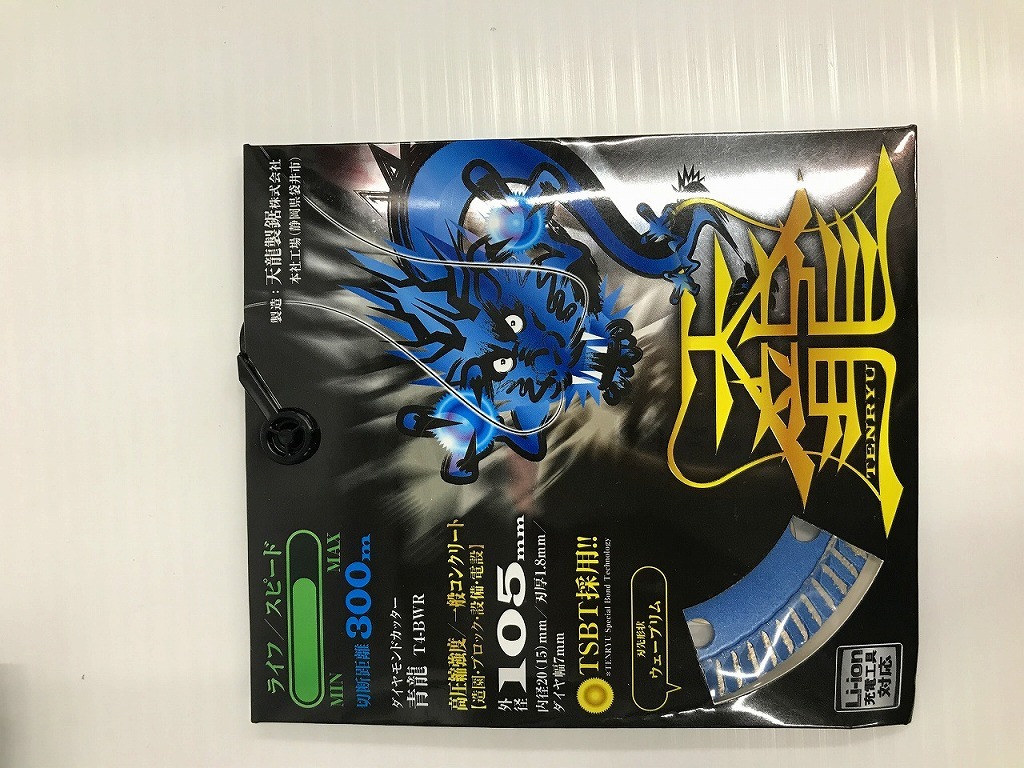 製造：天龍製鋸株式会社
本社工場(静岡県袋井市)
天龍
TENRYU
ライフ／スピード
MIN MAX
切断距離 300m
ダイヤモンドカッター
青龍 T4-BWR
高圧縮強度／一般コンクリート
【造園・ブロック・設備・電設】
外径105mm
内径20(15)mm／刃厚1.8mm／
ダイヤ幅7mm
TSBT採用!!
※TENRYU Special Bond Technology
刃先形状
ウェーブリム
Li-ion
充電工具
対応